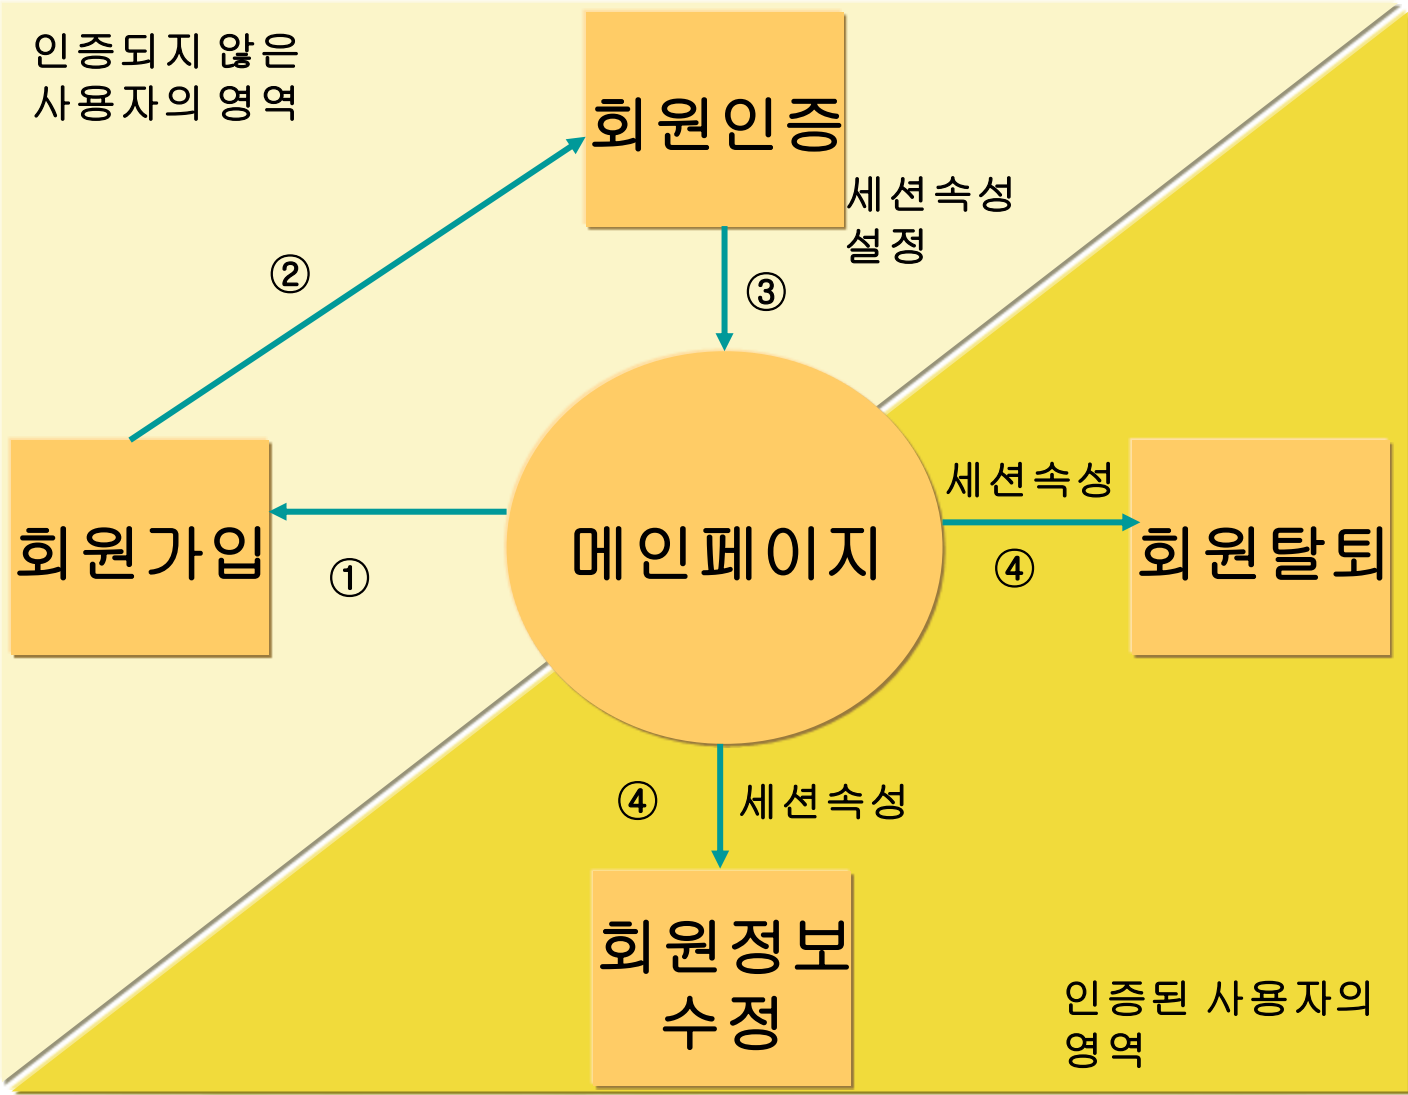 인증되지 않은
사용자의 영역
회원인증
세션속성
설정
②
③
회원가입
①
메인페이지
세션속성
④
회원탈퇴
④
세션속성
회원정보
수정
인증된 사용자의
영역